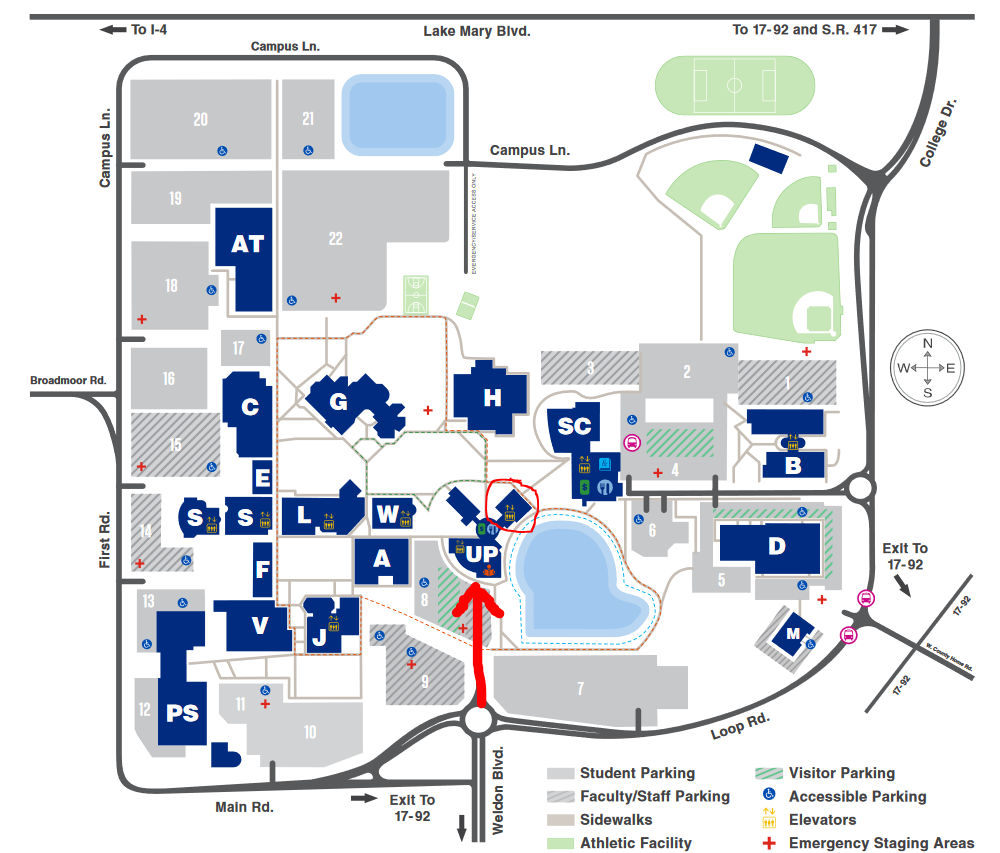 To I-4
Lake Mary Blvd.
To 17-92 and S.R. 417
Campus Ln.
College Dr.
Campus Ln.
Campus Ln.
20
21
EMERGENCY/SERVICE ACCESS ONLY
19
AT
22
18
17
N
W
E
S
3
2
1
16
Broadmoor Rd.
C
G
H
SC
15
4
B
E
14
S
S
L
W
6
First Rd.
UP
D
A
F
Exit To
17-92
5
8
13
V
J
M
17-92
W. County Home Rd.
17-92
9
7
12
PS
11
10
Loop Rd.
Weldon Blvd.
Main Rd.
Exit To
17-92
Student Parking
Faculty/Staff Parking
Sidewalks
Athletic Facility
Visitor Parking
Accessible Parking
Elevators
Emergency Staging Areas